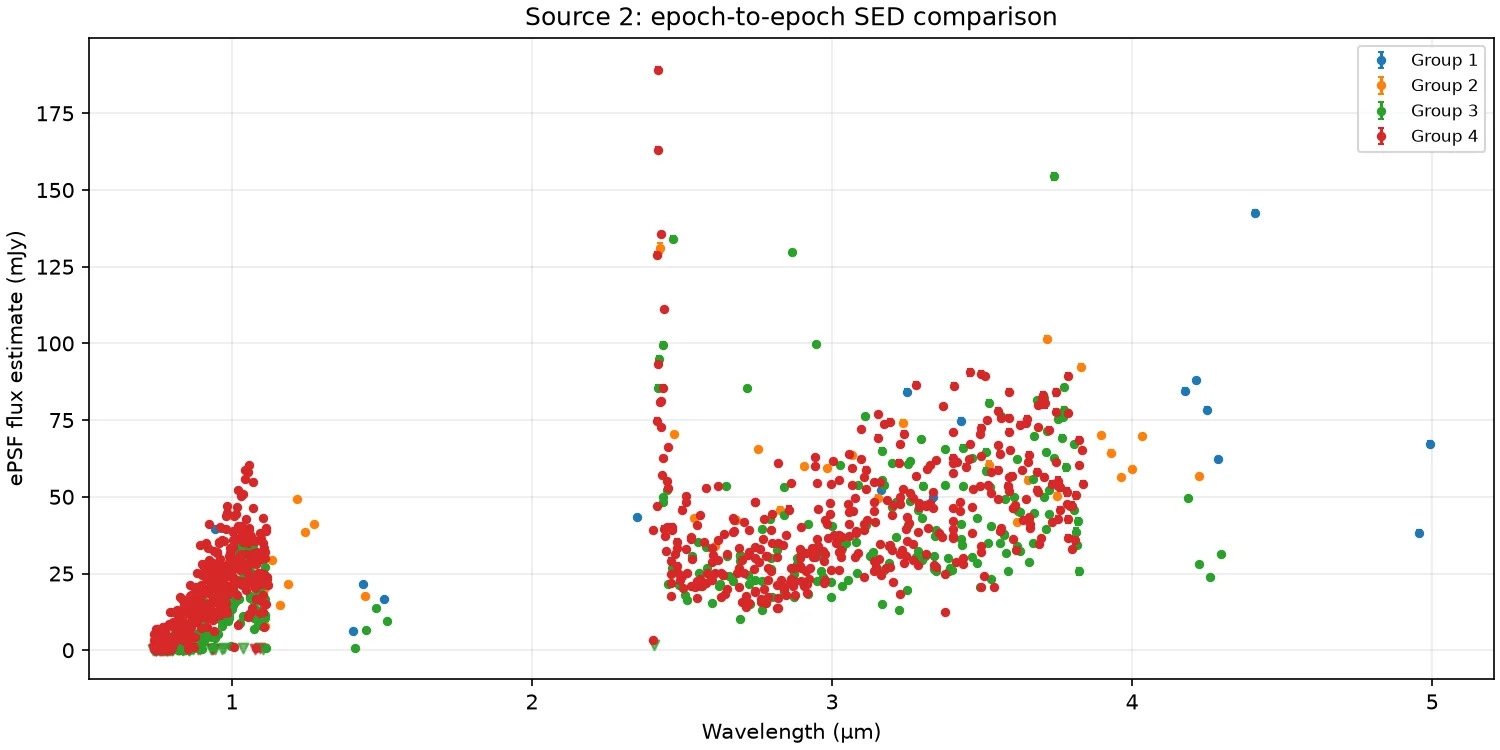 Source 2: epoch-to-epoch SED comparison
Group 1
Group 2
Group 3
Group 4
ePSF flux estimate (mJy)
175
150
125
100
75
50
25
0
1 2 3 4 5
Wavelength (µm)